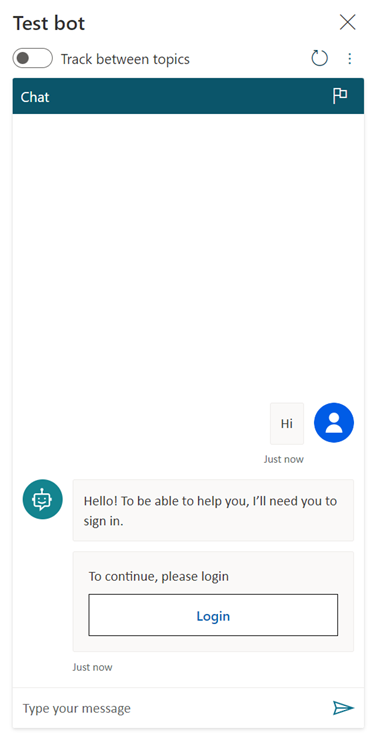 Test bot
Track between topics
Chat
Hi
Just now
Hello! To be able to help you, I'll need you to
sign in.
To continue, please login
Login
Just now
Type your message